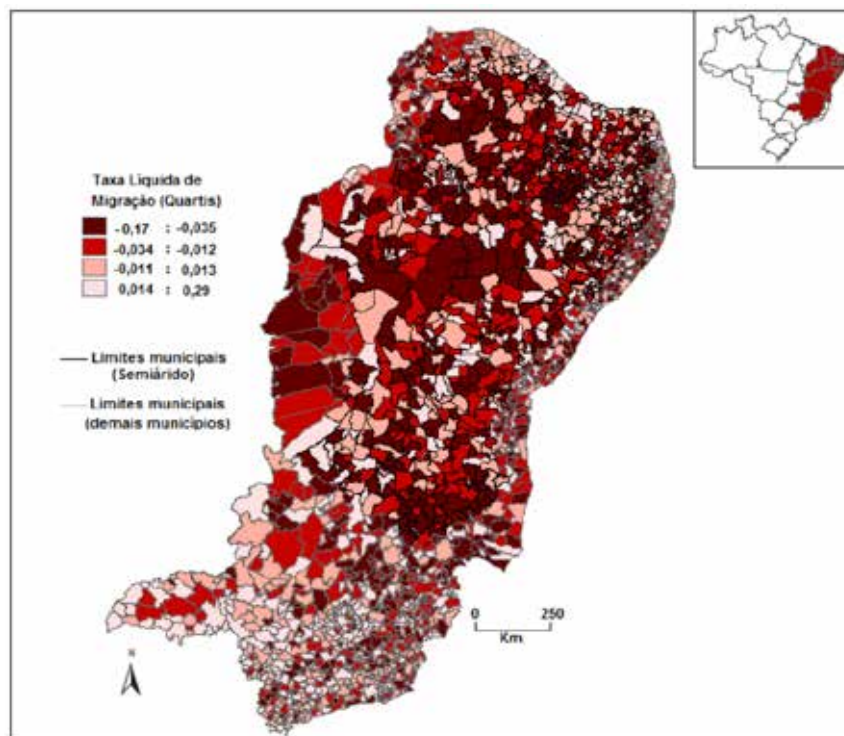 Taxa Líquida de
Migração (Quartis)
-0,17 : -0,035
-0,034 : -0,012
-0,011 : 0,013
0,014 : 0,29
Limites municipais
(Semiárido)
Limites municipais
(demais municípios)
0 250
Km
N